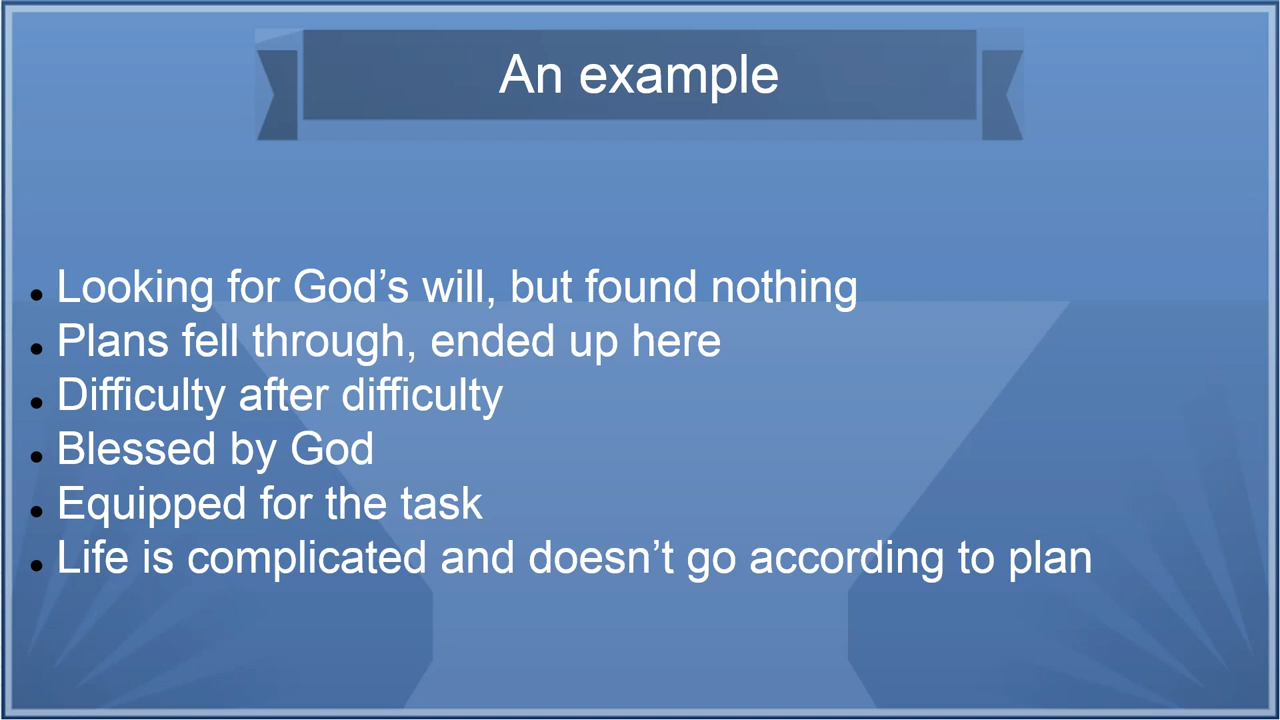 An example
Looking for God’s will, but found nothing
Plans fell through, ended up here
Difficulty after difficulty
Blessed by God
Equipped for the task
Life is complicated and doesn’t go according to plan